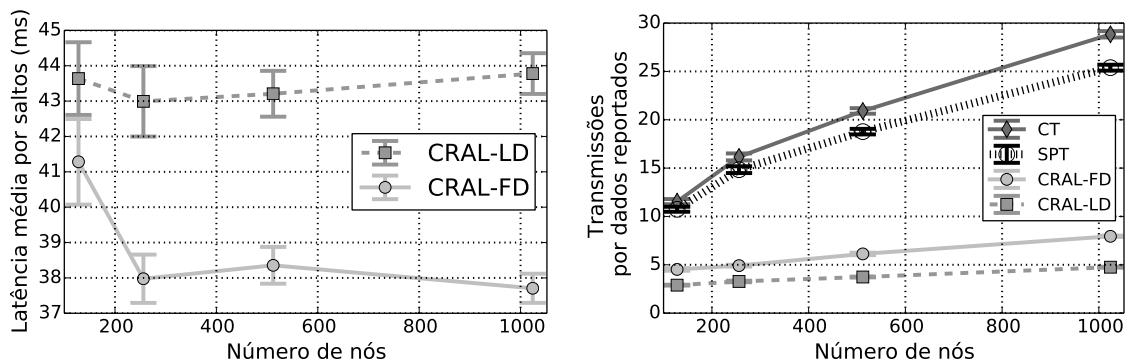 Latência média por saltos (ms)
45
44
43
42
41
40
39
38
37
200
400
600
800
1000
Número de nós
CRAL-LD
CRAL-FD
Transmissões
por dados reportados
30
25
20
15
10
5
0
200
400
600
800
1000
Número de nós
CT
SPT
CRAL-FD
CRAL-LD